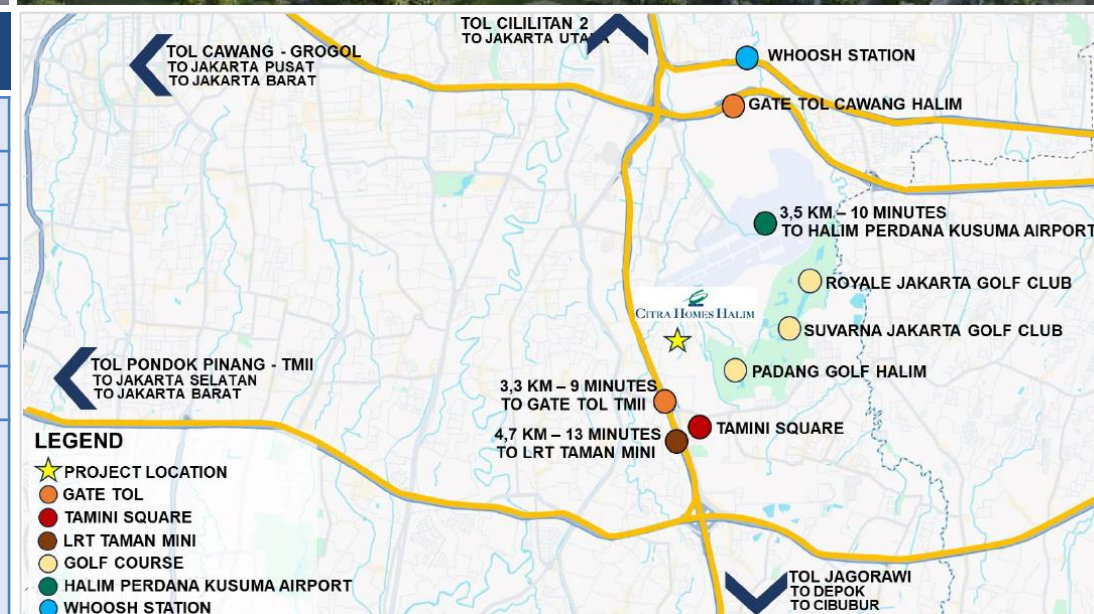 TOL CILILITAN 2
TO JAKARTA UTARA
TOL CAWANG - GROGOL
TO JAKARTA PUSAT
TO JAKARTA BARAT
WHOOSH STATION
GATE TOL CAWANG HALIM
3,5 KM – 10 MINUTES
TO HALIM PERDANA KUSUMA AIRPORT
ROYALE JAKARTA GOLF CLUB
CITRA HOMES HALIM
SUVARNA JAKARTA GOLF CLUB
PADANG GOLF HALIM
TOL PONDOK PINANG - TMII
TO JAKARTA SELATAN
TO JAKARTA BARAT
3,3 KM – 9 MINUTES
TO GATE TOL TMII
TAMINI SQUARE
4,7 KM – 13 MINUTES
TO LRT TAMAN MINI
LEGEND
PROJECT LOCATION
GATE TOL
TAMINI SQUARE
LRT TAMAN MINI
GOLF COURSE
HALIM PERDANA KUSUMA AIRPORT
WHOOSH STATION
TOL JAGORAWI
TO DEPOK
TO CIBUBUR